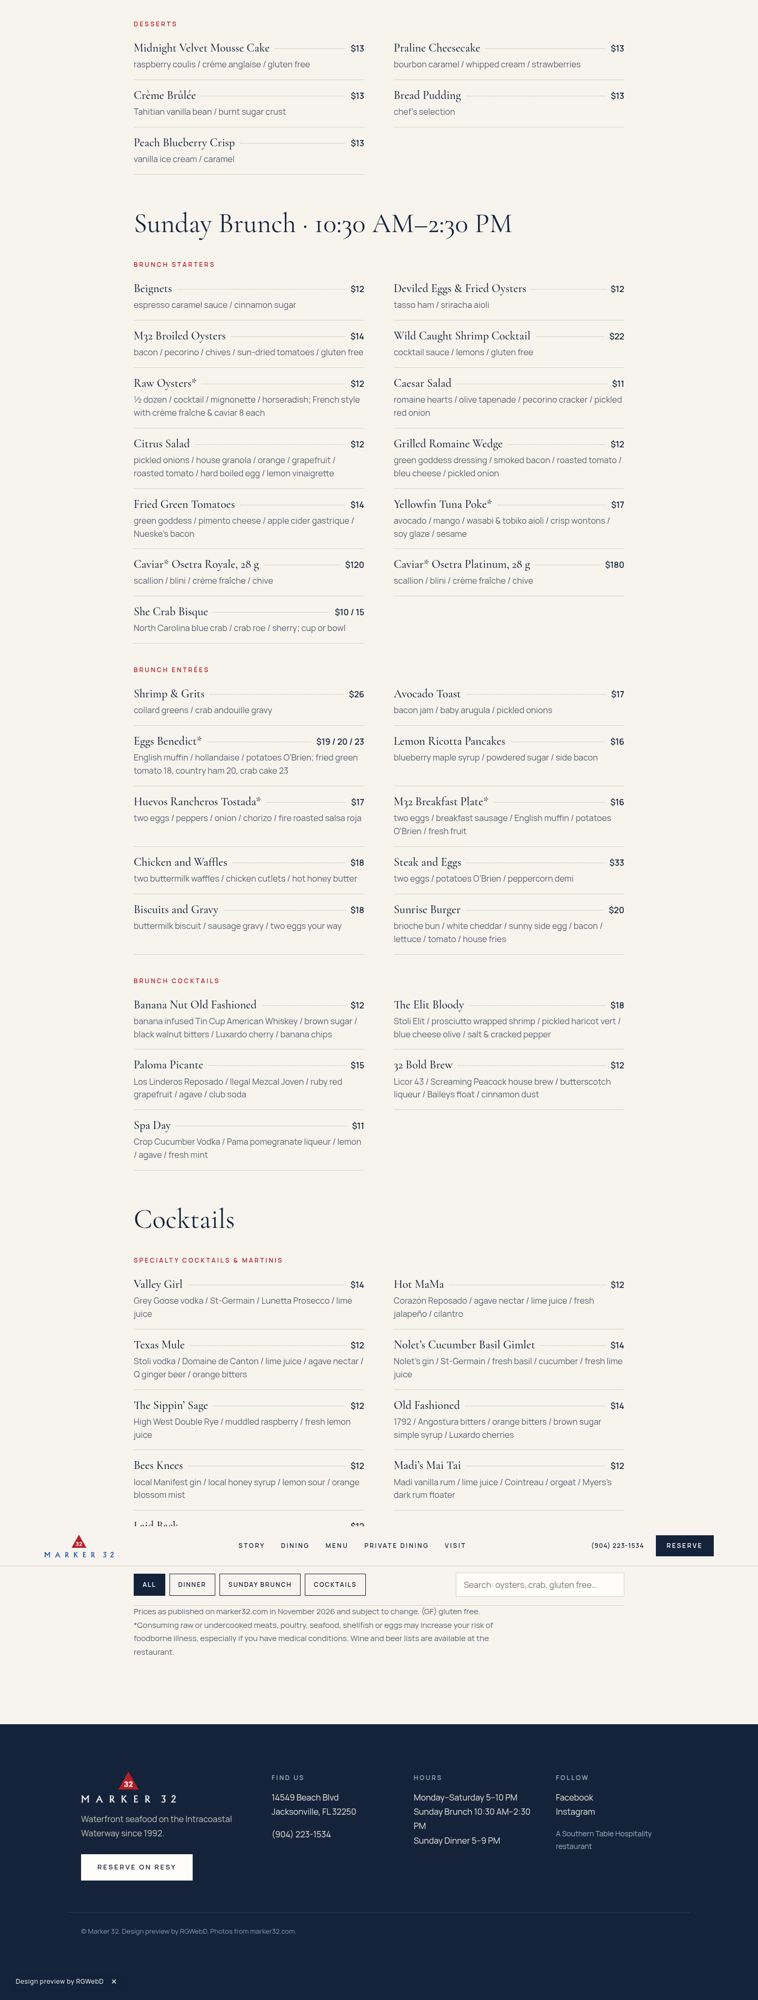 DESSERTS
Midnight Velvet Mousse Cake $13
raspberry coulis / crème anglaise / gluten free
Praline Cheesecake $13
bourbon caramel / whipped cream / strawberries
Crème Brûlée $13
Tahitian vanilla bean / burnt sugar crust
Bread Pudding $13
chef's selection
Peach Blueberry Crisp $13
vanilla ice cream / caramel
Sunday Brunch · 10:30 AM–2:30 PM
BRUNCH STARTERS
Beignets $12
espresso caramel sauce / cinnamon sugar
Deviled Eggs & Fried Oysters $12
tasso ham / sriracha aioli
M32 Broiled Oysters $14
bacon / pecorino / chives / sun-dried tomatoes / gluten free
Wild Caught Shrimp Cocktail $22
cocktail sauce / lemons / gluten free
Raw Oysters* $12
½ dozen / cocktail / mignonette / horseradish; French style
with crème fraîche & caviar 8 each
Caesar Salad $11
romaine hearts / olive tapenade / pecorino cracker / pickled
red onion
Citrus Salad $12
pickled onions / house granola / orange / grapefruit /
roasted tomato / hard boiled egg / lemon vinaigrette
Grilled Romaine Wedge $12
green goddess dressing / smoked bacon / roasted tomato /
bleu cheese / pickled onion
Fried Green Tomatoes $14
green goddess / pimento cheese / apple cider gastrique /
Nueske's bacon
Yellowfin Tuna Poke* $17
avocado / mango / wasabi & tobiko aioli / crisp wontons /
soy glaze / sesame
Caviar* Osetra Royale, 28 g $120
scallion / blini / crème fraîche / chive
Caviar* Osetra Platinum, 28 g $180
scallion / blini / crème fraîche / chive
She Crab Bisque $10 / 15
North Carolina blue crab / crab roe / sherry; cup or bowl
BRUNCH ENTRÉES
Shrimp & Grits $26
collard greens / crab andouille gravy
Avocado Toast $17
bacon jam / baby arugula / pickled onions
Eggs Benedict* $19 / 20 / 23
English muffin / hollandaise / potatoes O'Brien; fried green
tomato 18, country ham 20, crab cake 23
Lemon Ricotta Pancakes $16
blueberry maple syrup / powdered sugar / side bacon
Huevos Rancheros Tostada* $17
two eggs / peppers / onion / chorizo / fire roasted salsa roja
M32 Breakfast Plate* $16
two eggs / breakfast sausage / English muffin / potatoes
O'Brien / fresh fruit
Chicken and Waffles $18
two buttermilk waffles / chicken cutlets / hot honey butter
Steak and Eggs $33
two eggs / potatoes O'Brien / peppercorn demi
Biscuits and Gravy $18
buttermilk biscuit / sausage gravy / two eggs your way
Sunrise Burger $20
brioche bun / white cheddar / sunny side egg / bacon /
lettuce / tomato / house fries
BRUNCH COCKTAILS
Banana Nut Old Fashioned $12
banana infused Tin Cup American Whiskey / brown sugar /
black walnut bitters / Luxardo cherry / banana chips
The Elit Bloody $18
Stoli Elit / prosciutto wrapped shrimp / pickled haricot vert /
blue cheese olive / salt & cracked pepper
Paloma Picante $15
Los Linderos Reposado / Ilegal Mezcal Joven / ruby red
grapefruit / agave / club soda
32 Bold Brew $12
Licor 43 / Screaming Peacock house brew / butterscotch
liqueur / Baileys float / cinnamon dust
Spa Day $11
Crop Cucumber Vodka / Pama pomegranate liqueur / lemon
/ agave / fresh mint
Cocktails
SPECIALTY COCKTAILS & MARTINIS
Valley Girl $14
Grey Goose vodka / St-Germain / Lunetta Prosecco / lime
juice
Hot MaMa $12
Corazón Reposado / agave nectar / lime juice / fresh
jalapeño / cilantro
Texas Mule $12
Stoli vodka / Domaine de Canton / lime juice / agave nectar /
Q ginger beer / orange bitters
Nolet's Cucumber Basil Gimlet $14
Nolet's gin / St-Germain / fresh basil / cucumber / fresh lime
juice
The Sippin' Sage $12
High West Double Rye / muddled raspberry / fresh lemon
juice
Old Fashioned $14
1792 / Angostura bitters / orange bitters / brown sugar
simple syrup / Luxardo cherries
Bees Knees $12
local Manifest gin / local honey syrup / lemon sour / orange
blossom mist
Madi's Mai Tai $12
Madi vanilla rum / lime juice / Cointreau / orgeat / Myers's
dark rum floater
Laid Back $12
32
MARKER 32
STORY DINING MENU PRIVATE DINING VISIT
(904) 223-1534
RESERVE
ALL DINNER SUNDAY BRUNCH COCKTAILS
Search: oysters, crab, gluten free…
Prices as published on marker32.com in November 2026 and subject to change. (GF) gluten free.
*Consuming raw or undercooked meats, poultry, seafood, shellfish or eggs may increase your risk of
foodborne illness, especially if you have medical conditions. Wine and beer lists are available at the
restaurant.
32
MARKER 32
Waterfront seafood on the Intracoastal
Waterway since 1992.
RESERVE ON RESY
FIND US
14549 Beach Blvd
Jacksonville, FL 32250
(904) 223-1534
HOURS
Monday–Saturday 5–10 PM
Sunday Brunch 10:30 AM–2:30
PM
Sunday Dinner 5–9 PM
FOLLOW
Facebook
Instagram
A Southern Table Hospitality
restaurant
© Marker 32. Design preview by RGWebD. Photos from marker32.com.
Design preview by RGWebD ×